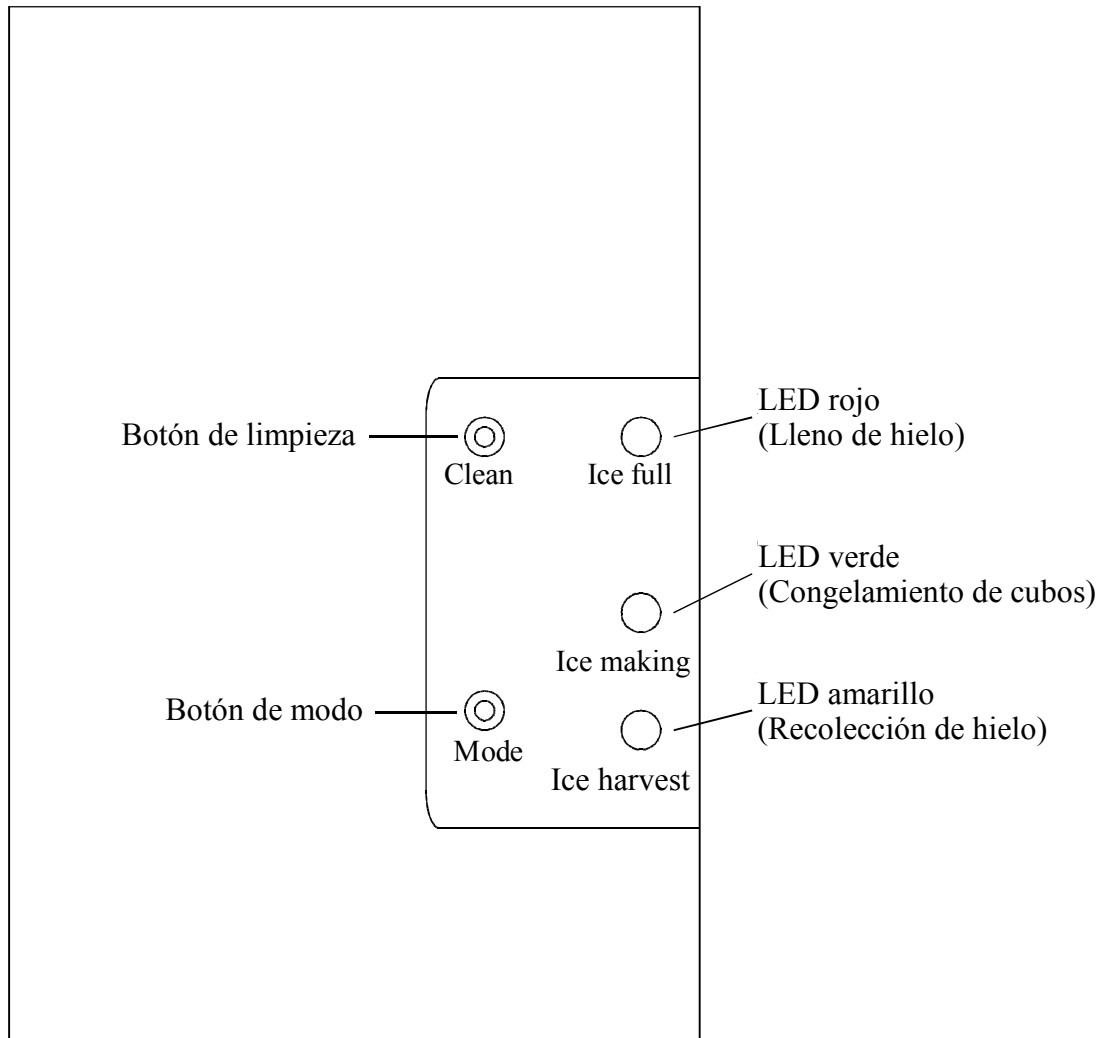 LED rojo
(Lleno de hielo)
Botón de limpieza
Clean
Ice full
LED verde
(Congelamiento de cubos)
Ice making
LED amarillo
(Recolección de hielo)
Botón de modo
Mode
Ice harvest